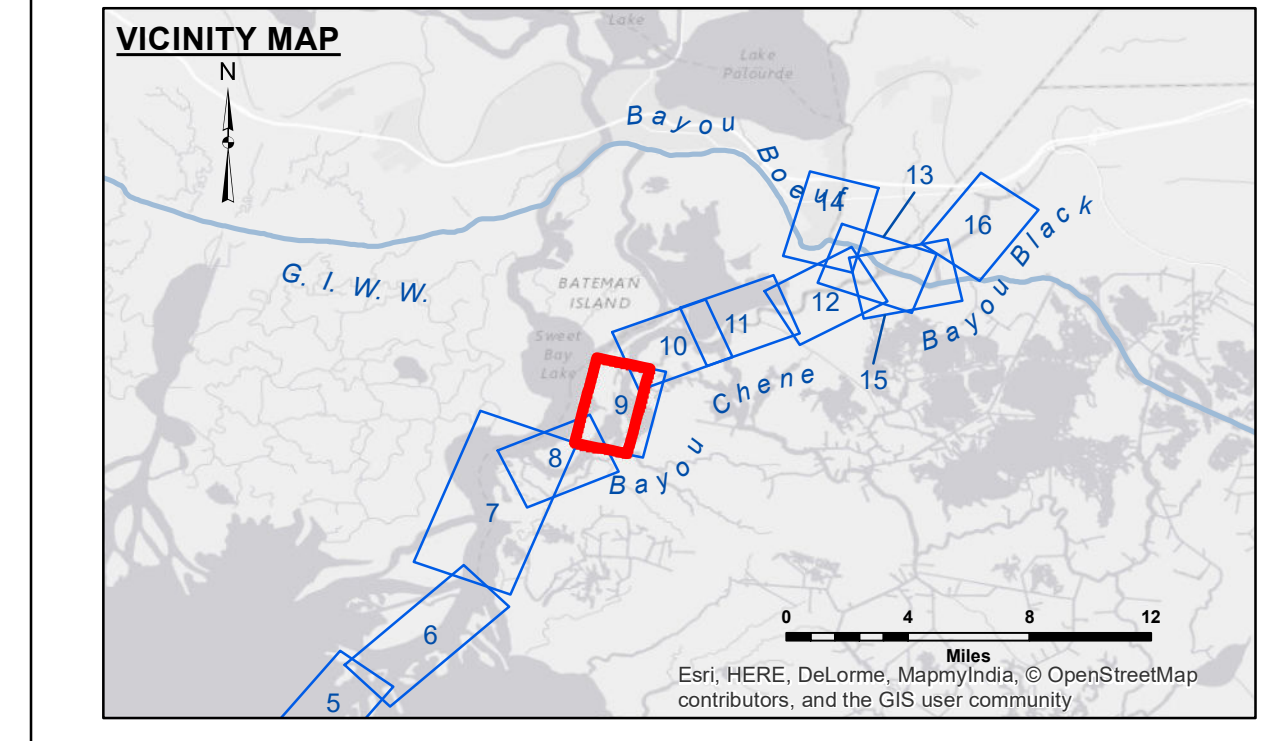 VICINITY MAP
N
Lake
Lake
Palourde
Bayou
Boeuf
13
14
16
Bayou Black
G. I. W. W.
BATEMAN
ISLAND
12
11
Sweet
Bay
Lake
10
15
Chene
9
8
Bayou
7
6
5
0 4 8 12
Miles
Esri, HERE, DeLorme, MapmyIndia, © OpenStreetMap
contributors, and the GIS user community